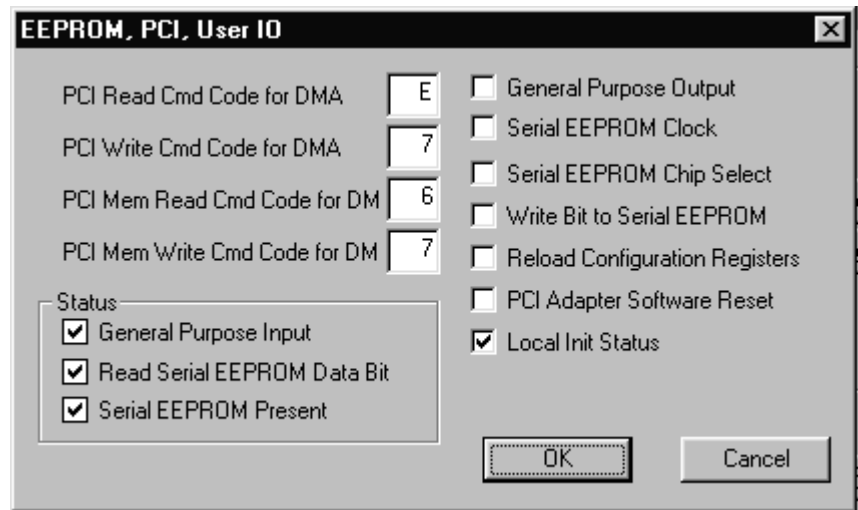 EEPROM, PCI, User IO
PCI Read Cmd Code for DMA E
PCI Write Cmd Code for DMA 7
PCI Mem Read Cmd Code for DM 6
PCI Mem Write Cmd Code for DM 7
Status
General Purpose Input
Read Serial EEPROM Data Bit
Serial EEPROM Present
General Purpose Output
Serial EEPROM Clock
Serial EEPROM Chip Select
Write Bit to Serial EEPROM
Reload Configuration Registers
PCI Adapter Software Reset
Local Init Status
OK Cancel